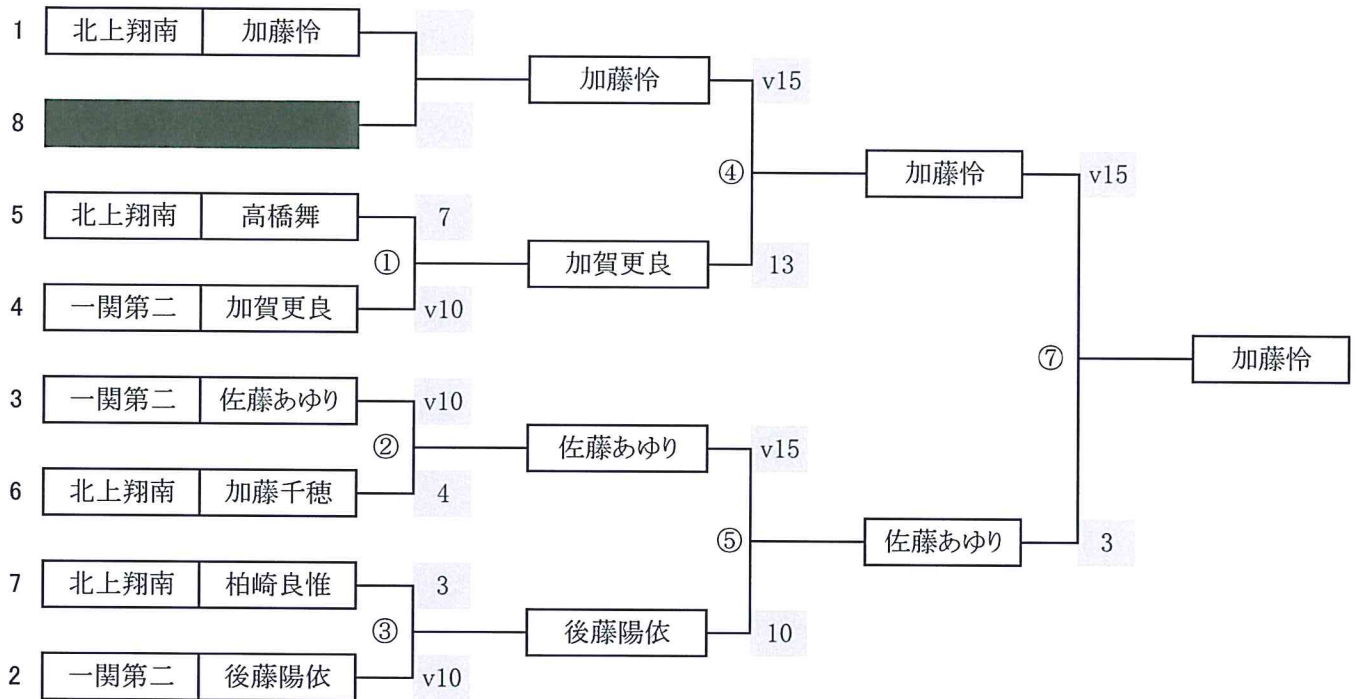 1 北上翔南 加藤怜
加藤怜 v15
8
④ 加藤怜 v15
5 北上翔南 高橋舞 7
① 加賀更良 13
4 一関第二 加賀更良 v10
⑦ 加藤怜
3 一関第二 佐藤あゆり v10
② 佐藤あゆり v15
6 北上翔南 加藤千穂 4
⑤ 佐藤あゆり 3
7 北上翔南 柏崎良惟 3
③ 後藤陽依 10
2 一関第二 後藤陽依 v10